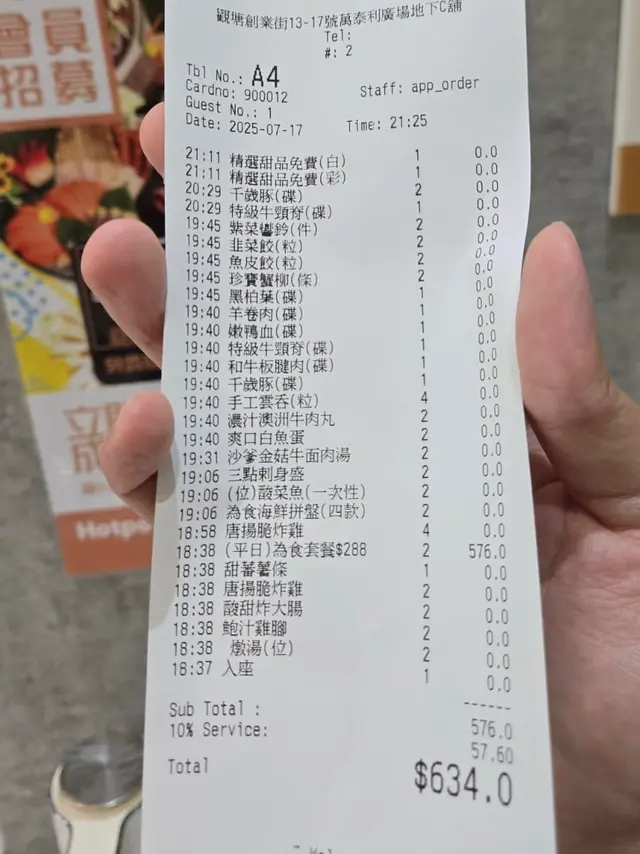 會員
招募
立即
Hotpo
觀塘創業街13-17號萬泰利廣場地下C舖
Tel:
#: 2
Tbl No.: A4
Cardno: 900012 Staff: app_order
Guest No.: 1
Date: 2025-07-17 Time: 21:25
21:11 精選甜品免費(白) 1 0.0
21:11 精選甜品免費(彩) 1 0.0
20:29 千歲豚(碟) 2 0.0
20:29 特級牛頸脊(碟) 1 0.0
19:45 紫菜響鈴(件) 2 0.0
19:45 韭菜餃(粒) 2 0.0
19:45 魚皮餃(粒) 2 0.0
19:45 珍寶蟹柳(條) 2 0.0
19:45 黑柏葉(碟) 1 0.0
19:40 羊卷肉(碟) 1 0.0
19:40 嫩鴨血(碟) 1 0.0
19:40 特級牛頸脊(碟) 1 0.0
19:40 和牛板腱肉(碟) 1 0.0
19:40 千歲豚(碟) 1 0.0
19:40 手工雲吞(粒) 4 0.0
19:40 濃汁澳洲牛肉丸 2 0.0
19:40 爽口白魚蛋 2 0.0
19:31 沙爹金菇牛面肉湯 2 0.0
19:06 三點刺身盛 2 0.0
19:06 (位)酸菜魚(一次性) 2 0.0
19:06 為食海鮮拼盤(四款) 2 0.0
18:58 唐揚脆炸雞 4 0.0
18:38 (平日)為食套餐$288 2 576.0
18:38 甜蕃薯條 1 0.0
18:38 唐揚脆炸雞 2 0.0
18:38 酸甜炸大腸 2 0.0
18:38 鮑汁雞腳 2 0.0
18:38 燉湯(位) 2 0.0
18:37 入座 1 0.0
------
Sub Total : 576.0
10% Service: 57.60
Total $634.0